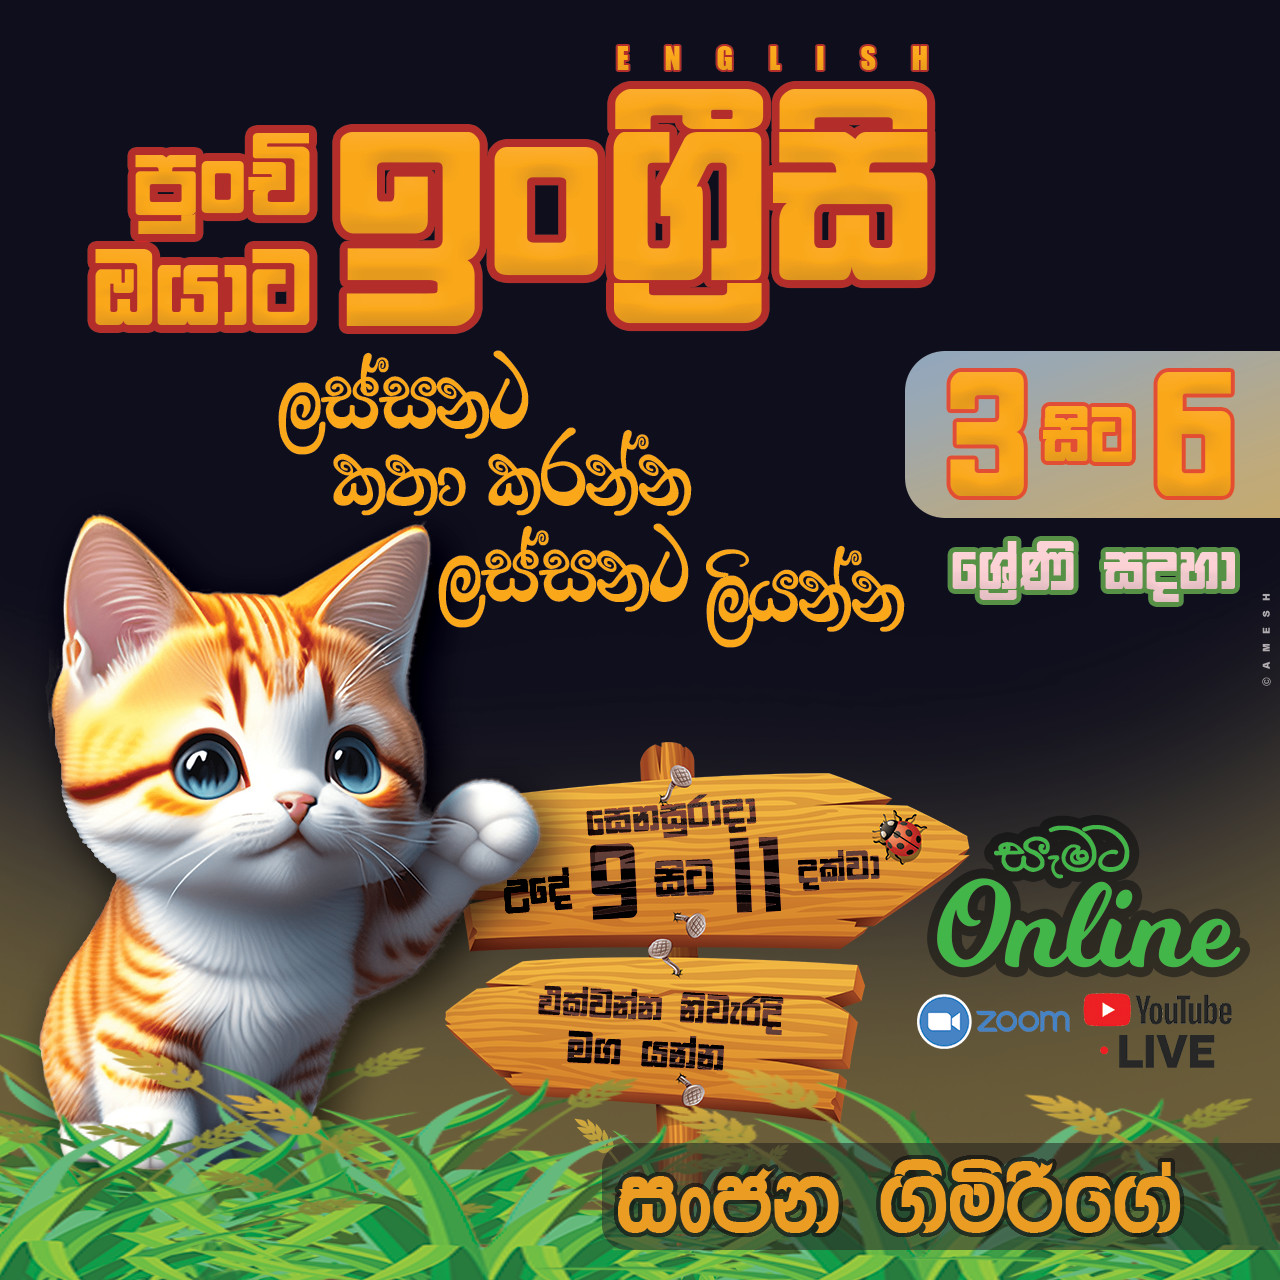 ENGLISH
පුංචි
ඔයාට
ඉංග්‍රීසි
ලස්සනට
කතා කරන්න
ලස්සනට ලියන්න
3 සිට 6
ශ්‍රේණි සඳහා
© AMESH
සෙනසුරාදා
උදේ 9 සිට 11 දක්වා
එක්වන්න නිවැරදි
මග යන්න
සැමට
Online
zoom
YouTube
LIVE
සංජන ගිම්රිගේ